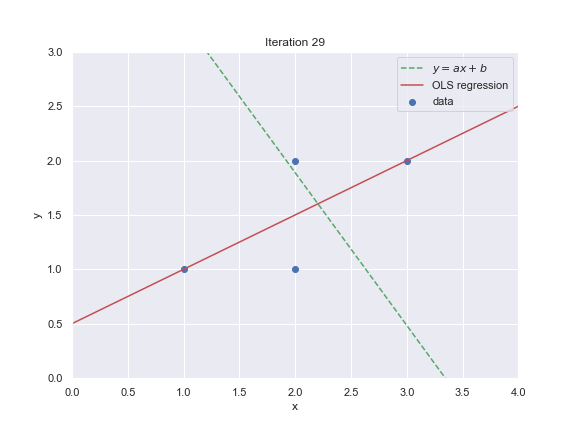 Iteration 29
y = ax + b
OLS regression
data
3.0
2.5
2.0
1.5
1.0
0.5
0.0
y
0.0 0.5 1.0 1.5 2.0 2.5 3.0 3.5 4.0
x